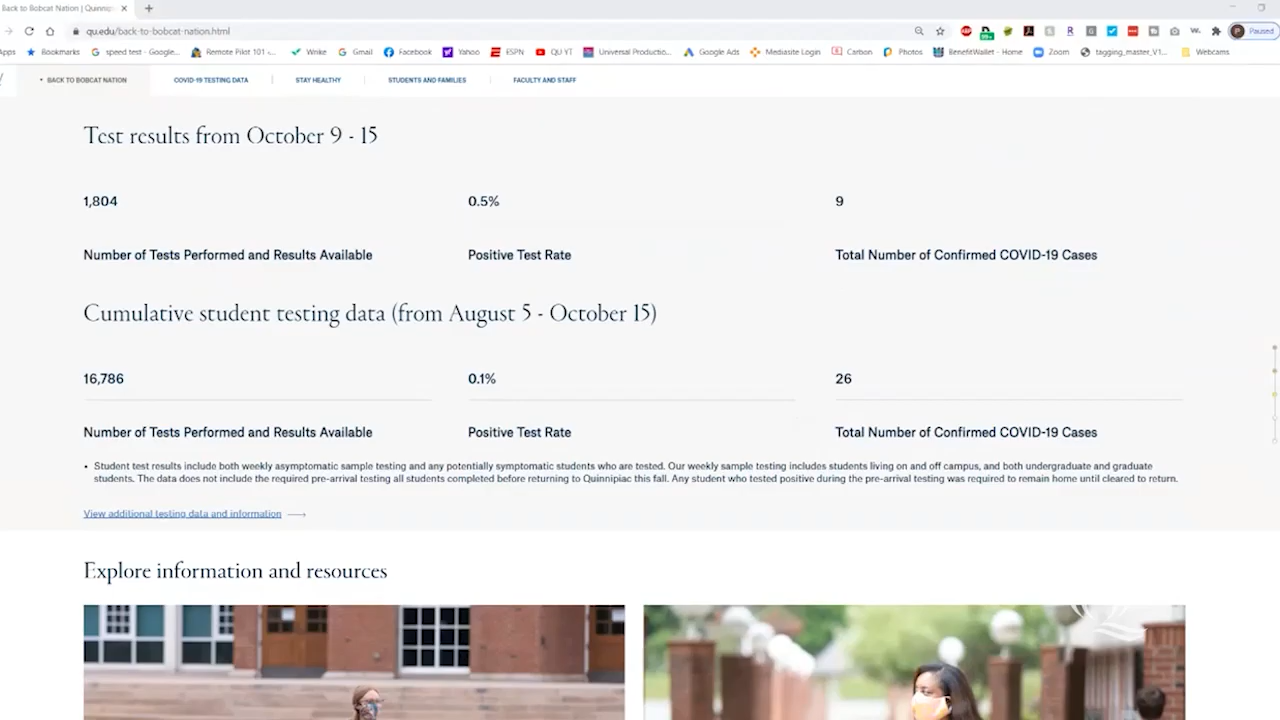 Back to Bobcat Nation | Quinnip
qu.edu/back-to-bobcat-nation.html
Paused
Apps
Bookmarks
speed test - Google...
Remote Pilot 101 -...
Wrike
Gmail
Facebook
Yahoo
ESPN
QU YT
Universal Productio...
Google Ads
Mediasite Login
Carbon
Photos
BenefitWallet - Home
Zoom
tagging_master_V1...
Webcams
• BACK TO BOBCAT NATION
COVID-19 TESTING DATA
STAY HEALTHY
STUDENTS AND FAMILIES
FACULTY AND STAFF
Test results from October 9 - 15
1,804
0.5%
9
Number of Tests Performed and Results Available
Positive Test Rate
Total Number of Confirmed COVID-19 Cases
Cumulative student testing data (from August 5 - October 15)
16,786
0.1%
26
Number of Tests Performed and Results Available
Positive Test Rate
Total Number of Confirmed COVID-19 Cases
• Student test results include both weekly asymptomatic sample testing and any potentially symptomatic students who are tested. Our weekly sample testing includes students living on and off campus, and both undergraduate and graduate
students. The data does not include the required pre-arrival testing all students completed before returning to Quinnipiac this fall. Any student who tested positive during the pre-arrival testing was required to remain home until cleared to return.
View additional testing data and information
Explore information and resources